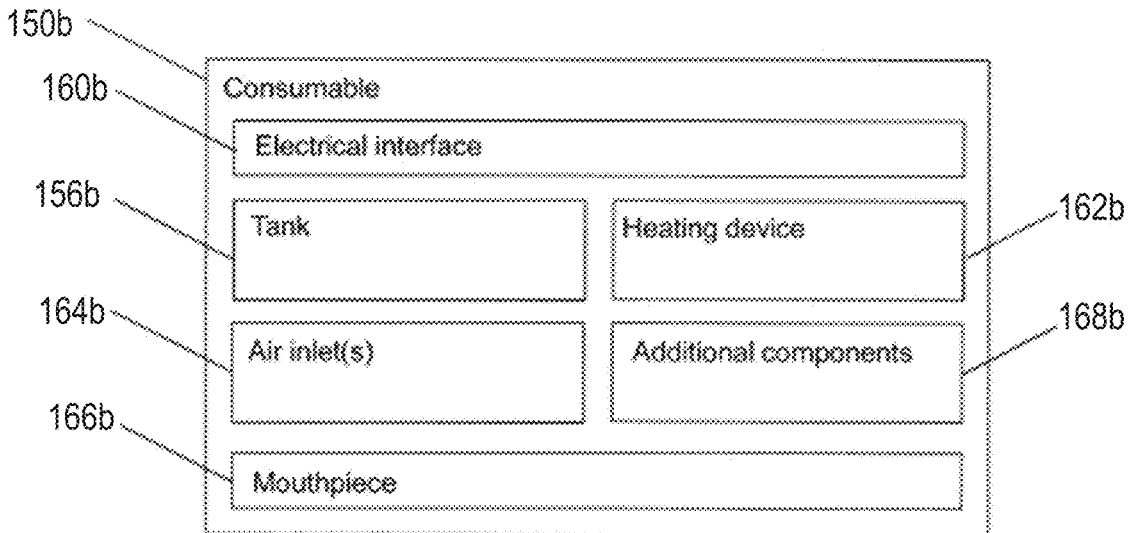 150b
Consumable
160b
Electrical interface
156b
Tank
Heating device
162b
164b
Air inlet(s)
Additional components
168b
166b
Mouthpiece